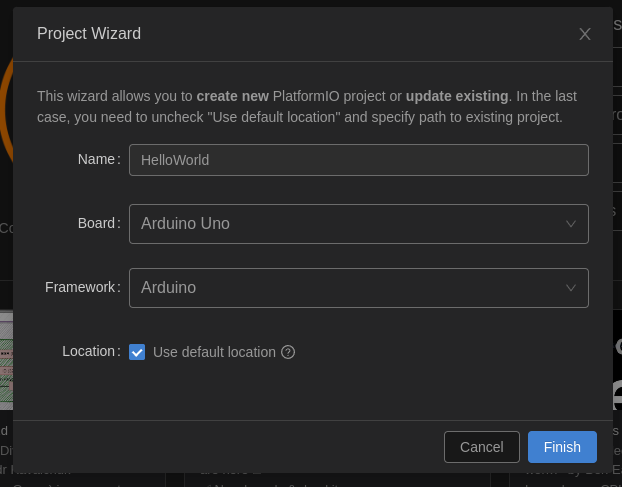 Project Wizard
This wizard allows you to create new PlatformIO project or update existing. In the last
case, you need to uncheck "Use default location" and specify path to existing project.
Name:
HelloWorld
Board:
Arduino Uno
Framework:
Arduino
Location:
Use default location
Cancel
Finish